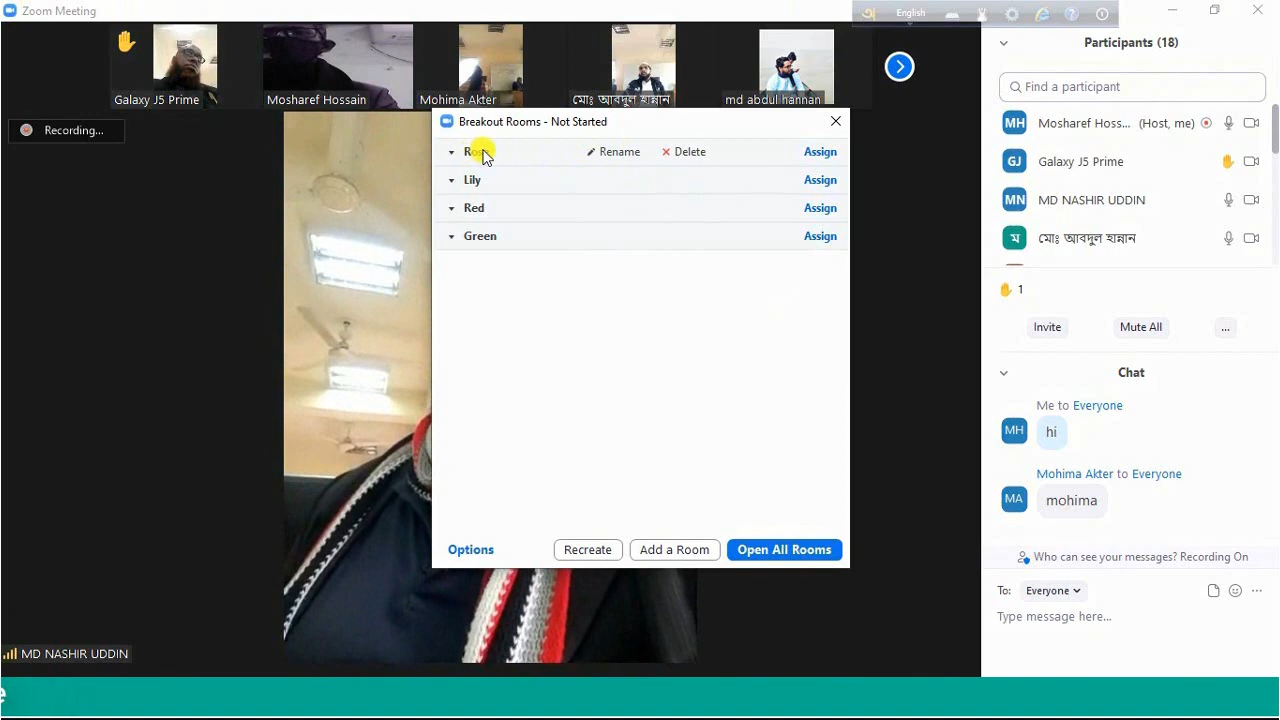 Zoom Meeting
অ English
Galaxy J5 Prime
Mosharef Hossain
Mohima Akter
মোঃ আবদুল হান্নান
md abdul hannan
Recording...
Breakout Rooms - Not Started
Rename Delete Assign
Lily Assign
Red Assign
Green Assign
Options Recreate Add a Room Open All Rooms
MD NASHIR UDDIN
Participants (18)
Find a participant
MH Mosharef Hoss... (Host, me)
GJ Galaxy J5 Prime
MN MD NASHIR UDDIN
ম মোঃ আবদুল হান্নান
1
Invite Mute All ...
Chat
Me to Everyone
MH hi
Mohima Akter to Everyone
MA mohima
Who can see your messages? Recording On
To: Everyone
Type message here...
e